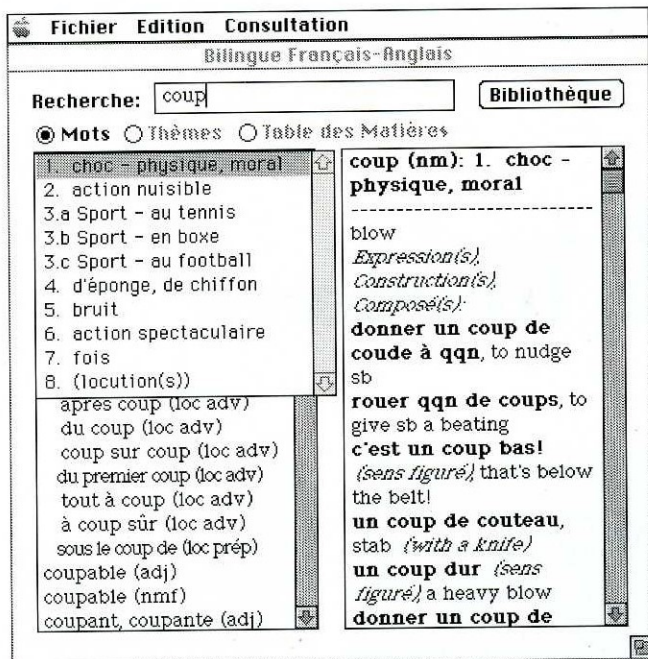 Fichier Edition Consultation
Bilingue Français-Anglais
Recherche: coup
Bibliothèque
Mots Thèmes Table des Matières
1. choc - physique, moral
2. action nuisible
3.a Sport - au tennis
3.b Sport - en boxe
3.c Sport - au football
4. d'éponge, de chiffon
5. bruit
6. action spectaculaire
7. fois
8. (locution(s))
apres coup (loc adv)
du coup (loc adv)
coup sur coup (loc adv)
du premier coup (loc adv)
tout à coup (loc adv)
à coup sûr (loc adv)
sous le coup de (loc prép)
coupable (adj)
coupable (nmf)
coupant, coupante (adj)
coup (nm): 1. choc -
physique, moral
------------------------------
blow
Expression(s),
Construction(s),
Composé(s):
donner un coup de
coude à qqn, to nudge
sb
rouer qqn de coups, to
give sb a beating
c'est un coup bas!
(sens figuré) that's below
the belt!
un coup de couteau,
stab (with a knife)
un coup dur (sens
figuré) a heavy blow
donner un coup de